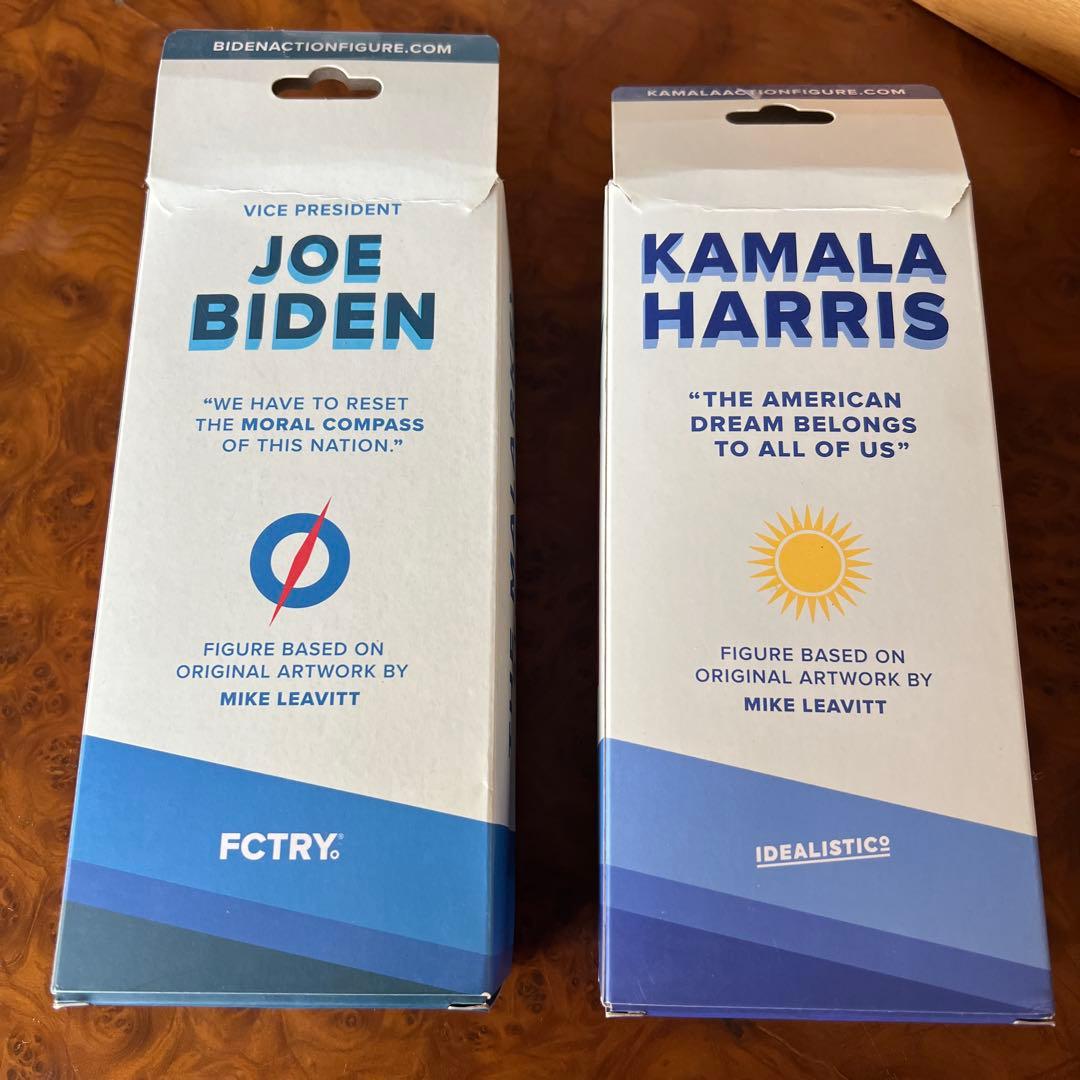 BIDENACTIONFIGURE.COM
VICE PRESIDENT
JOE
BIDEN
“WE HAVE TO RESET
THE MORAL COMPASS
OF THIS NATION.”
FIGURE BASED ON
ORIGINAL ARTWORK BY
MIKE LEAVITT
FCTRY®
KAMALAACTIONFIGURE.COM
KAMALA
HARRIS
“THE AMERICAN
DREAM BELONGS
TO ALL OF US”
FIGURE BASED ON
ORIGINAL ARTWORK BY
MIKE LEAVITT
IDEALISTICO